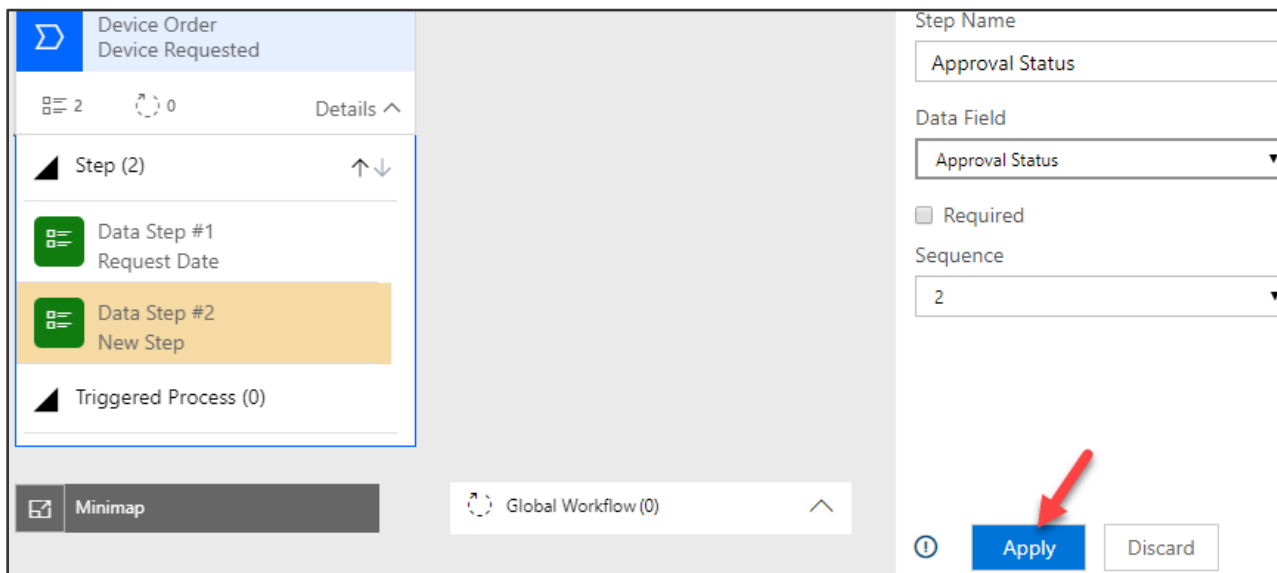 Device Order
Device Requested
2 0 Details
Step (2)
Data Step #1
Request Date
Data Step #2
New Step
Triggered Process (0)
Minimap
Global Workflow (0)
Step Name
Approval Status
Data Field
Approval Status
Required
Sequence
2
Apply Discard